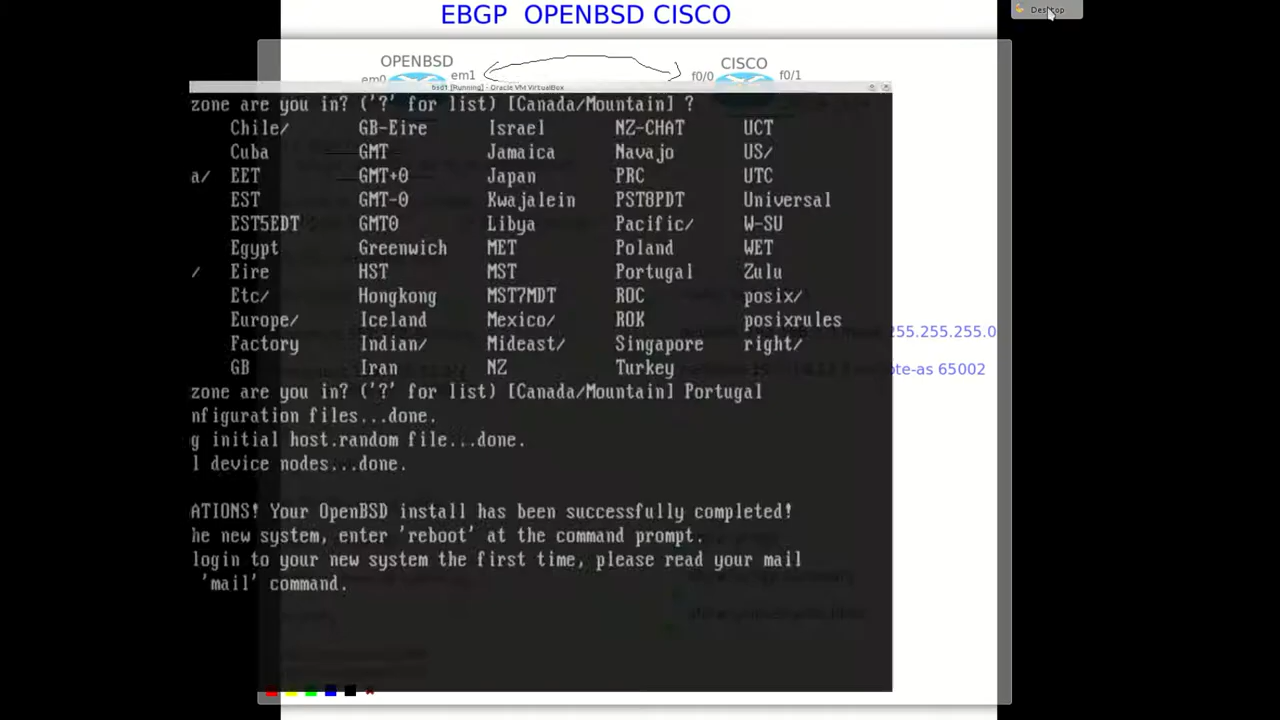 EBGP OPENBSD CISCO
Desktop
OPENBSD
CISCO
em0
em1
f0/0
f0/1
bsd1 [Running] - Oracle VM VirtualBox
zone are you in? ('?' for list) [Canada/Mountain] ?
Chile/ GB-Eire Israel NZ-CHAT UCT
Cuba GMT Jamaica Navajo US/
a/ EET GMT+0 Japan PRC UTC
EST GMT-0 Kwajalein PST8PDT Universal
EST5EDT GMT0 Libya Pacific/ W-SU
Egypt Greenwich MET Poland WET
/ Eire HST MST Portugal Zulu
Etc/ Hongkong MST7MDT ROC posix/
Europe/ Iceland Mexico/ ROK posixrules
Factory Indian/ Mideast/ Singapore right/
GB Iran NZ Turkey
255.255.255.0
te-as 65002
zone are you in? ('?' for list) [Canada/Mountain] Portugal
nfiguration files...done.
g initial host.random file...done.
l device nodes...done.
ATIONS! Your OpenBSD install has been successfully completed!
he new system, enter 'reboot' at the command prompt.
login to your new system the first time, please read your mail
'mail' command.